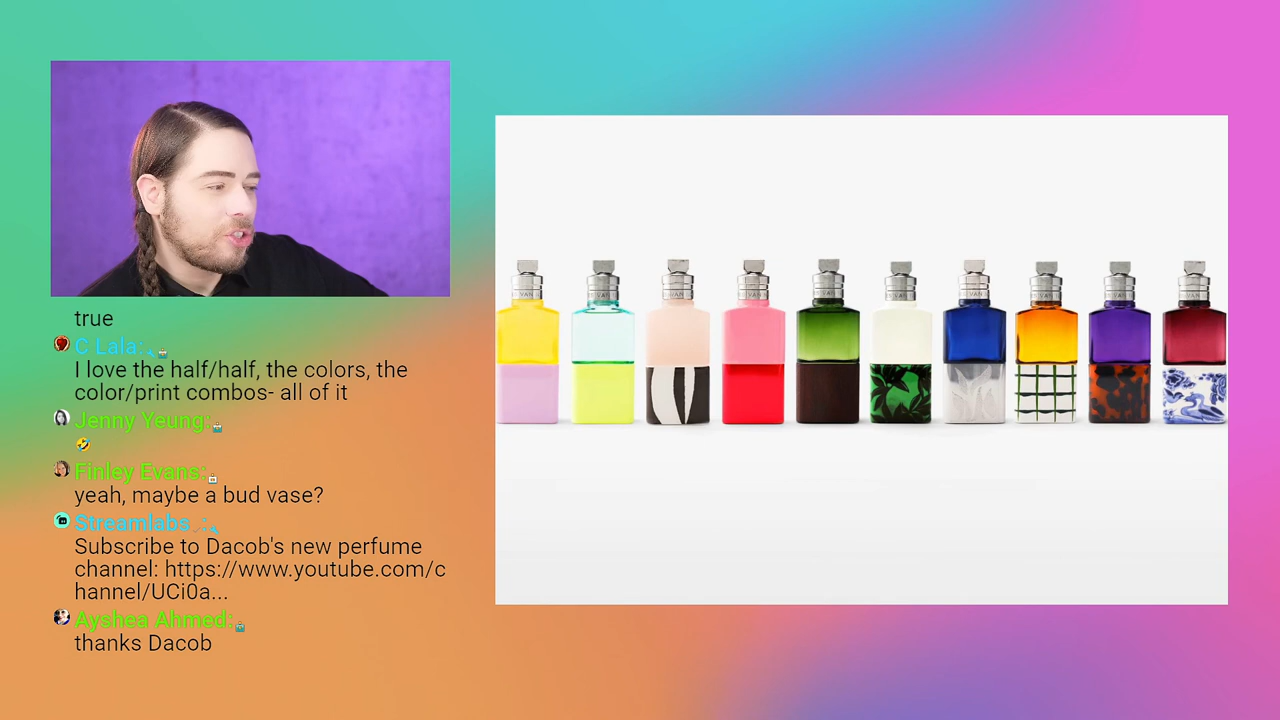 true
C Lala:
I love the half/half, the colors, the
color/print combos- all of it
Jenny Yeung:
Finley Evans:
yeah, maybe a bud vase?
Streamlabs .:
Subscribe to Dacob's new perfume
channel: https://www.youtube.com/c
hannel/UCi0a...
Ayshea Ahmed:
thanks Dacob